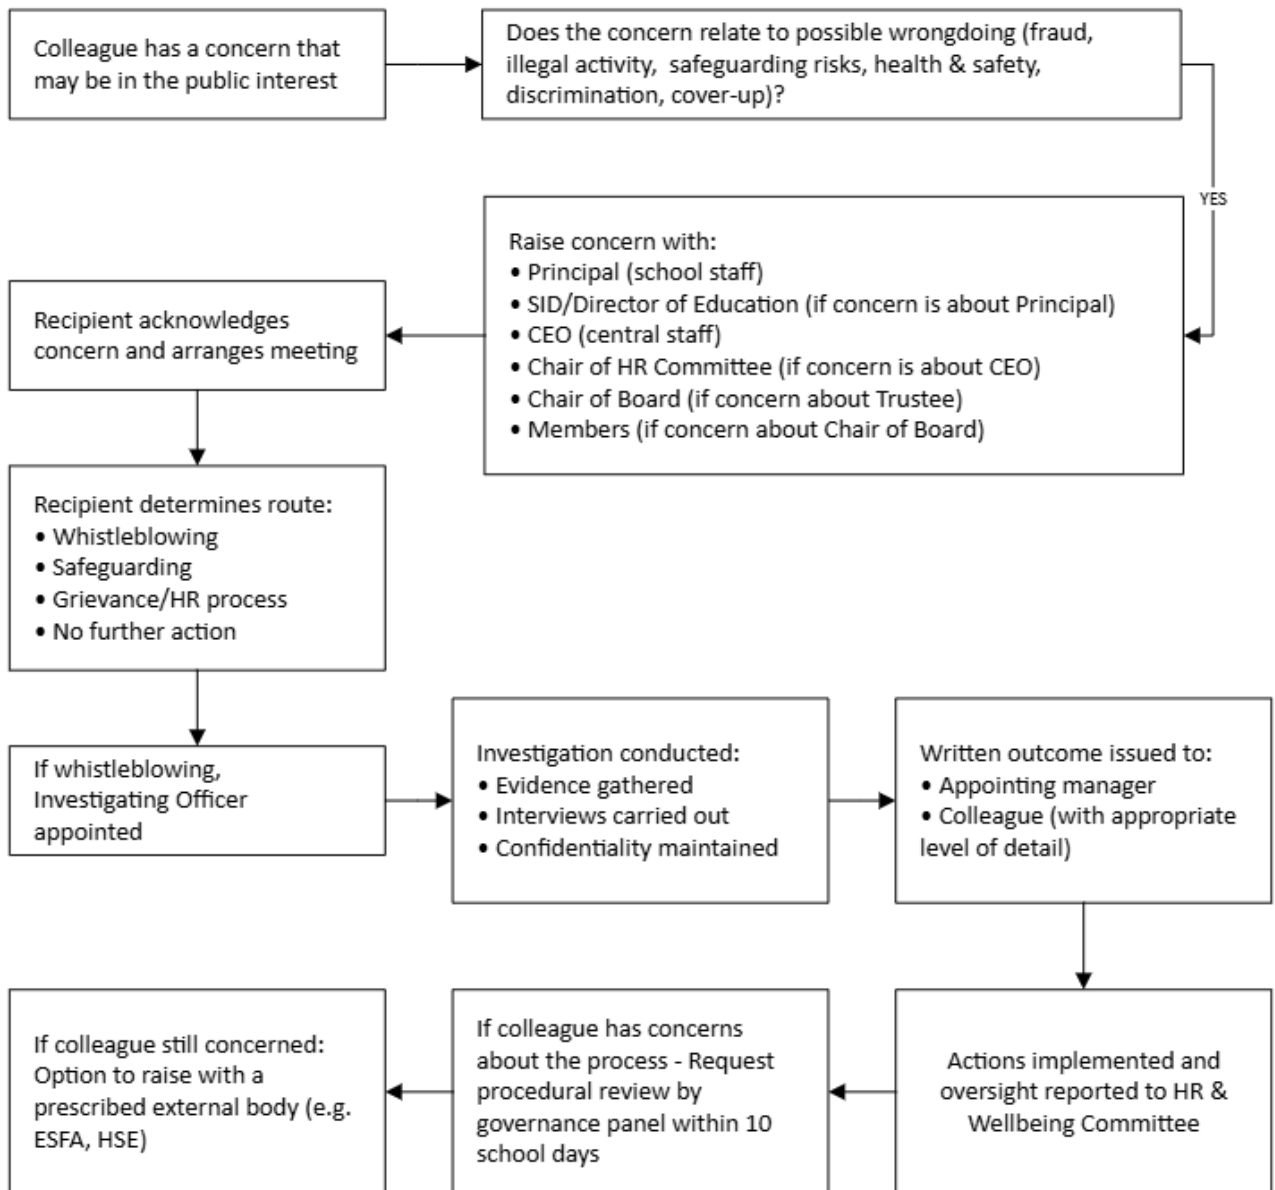 Colleague has a concern that
may be in the public interest
Does the concern relate to possible wrongdoing (fraud,
illegal activity, safeguarding risks, health & safety,
discrimination, cover-up)?
YES
Raise concern with:
• Principal (school staff)
• SID/Director of Education (if concern is about Principal)
• CEO (central staff)
• Chair of HR Committee (if concern is about CEO)
• Chair of Board (if concern about Trustee)
• Members (if concern about Chair of Board)
Recipient acknowledges
concern and arranges meeting
Recipient determines route:
• Whistleblowing
• Safeguarding
• Grievance/HR process
• No further action
If whistleblowing,
Investigating Officer
appointed
Investigation conducted:
• Evidence gathered
• Interviews carried out
• Confidentiality maintained
Written outcome issued to:
• Appointing manager
• Colleague (with appropriate
level of detail)
Actions implemented and
oversight reported to HR &
Wellbeing Committee
If colleague has concerns
about the process - Request
procedural review by
governance panel within 10
school days
If colleague still concerned:
Option to raise with a
prescribed external body (e.g.
ESFA, HSE)